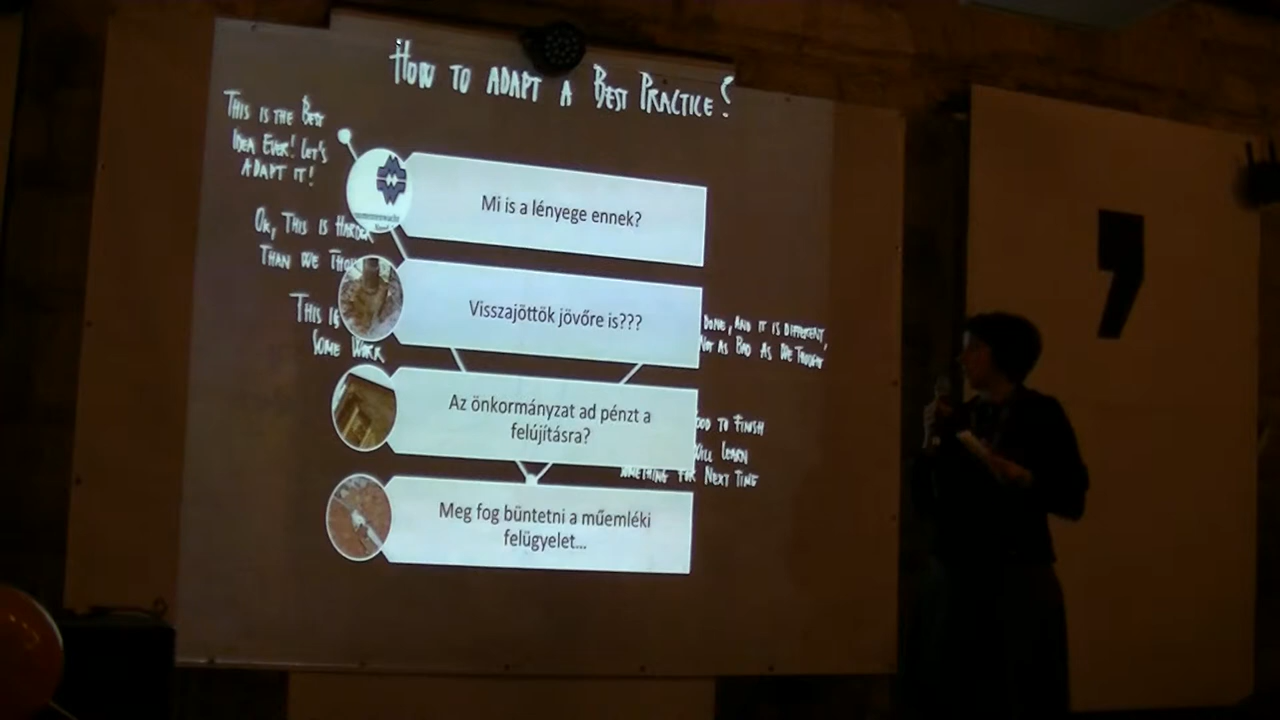 HOW TO ADAPT A BEST PRACTICE?
THIS IS THE BEST
IDEA EVER! LET'S
ADAPT IT!
OK, THIS IS HARDER
THAN WE
THIS IS
SOME WORK
Mi is a lényege ennek?
Visszajöttök jövőre is???
Az önkormányzat ad pénzt a
felújításra?
Meg fog büntetni a műemléki
felügyelet...
DONE, AND IT IS DIFFERENT,
NOT AS BAD AS WE THOUGHT
TO FINISH
WILL LEARN
FOR NEXT TIME
,